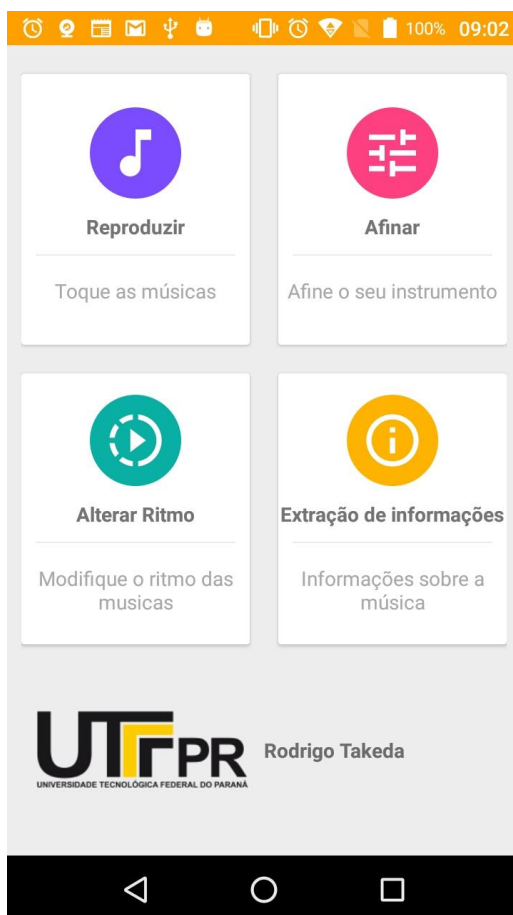 100% 09:02
Reproduzir
Toque as músicas
Afinar
Afine o seu instrumento
Alterar Ritmo
Modifique o ritmo das
musicas
Extração de informações
Informações sobre a
música
UTFPR
UNIVERSIDADE TECNOLÓGICA FEDERAL DO PARANÁ
Rodrigo Takeda